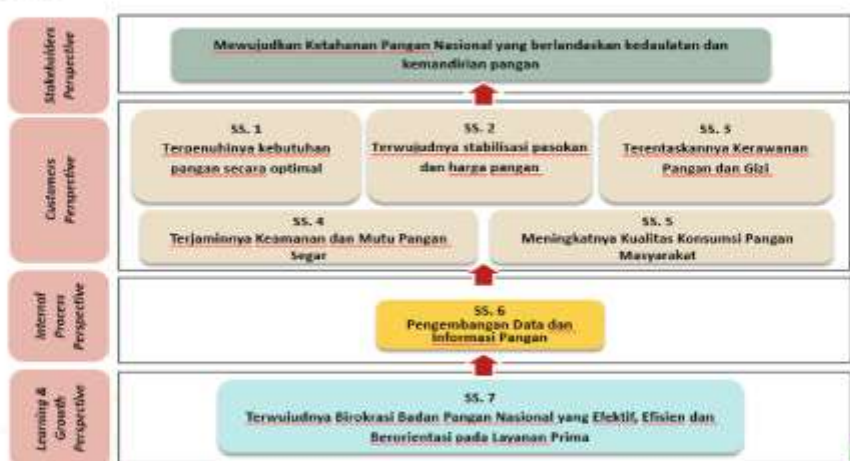 Stakeholders
Perspective
Mewujudkan Ketahanan Pangan Nasional yang berlandaskan kedaulatan dan
kemandirian pangan
Customers
Perspective
SS. 1
Terpenuhinya kebutuhan
pangan secara optimal
SS. 2
Terwujudnya stabilisasi pasokan
dan harga pangan
SS. 3
Terentaskannya Kerawanan
Pangan dan Gizi
SS. 4
Terjaminnya Keamanan dan Mutu Pangan
Segar
SS. 5
Meningkatnya Kualitas Konsumsi Pangan
Masyarakat
Internal
Process
Perspective
SS. 6
Pengembangan Data dan
Informasi Pangan
Learning &
Growth
Perspective
SS. 7
Terwujudnya Birokrasi Badan Pangan Nasional yang Efektif, Efisien dan
Berorientasi pada Layanan Prima